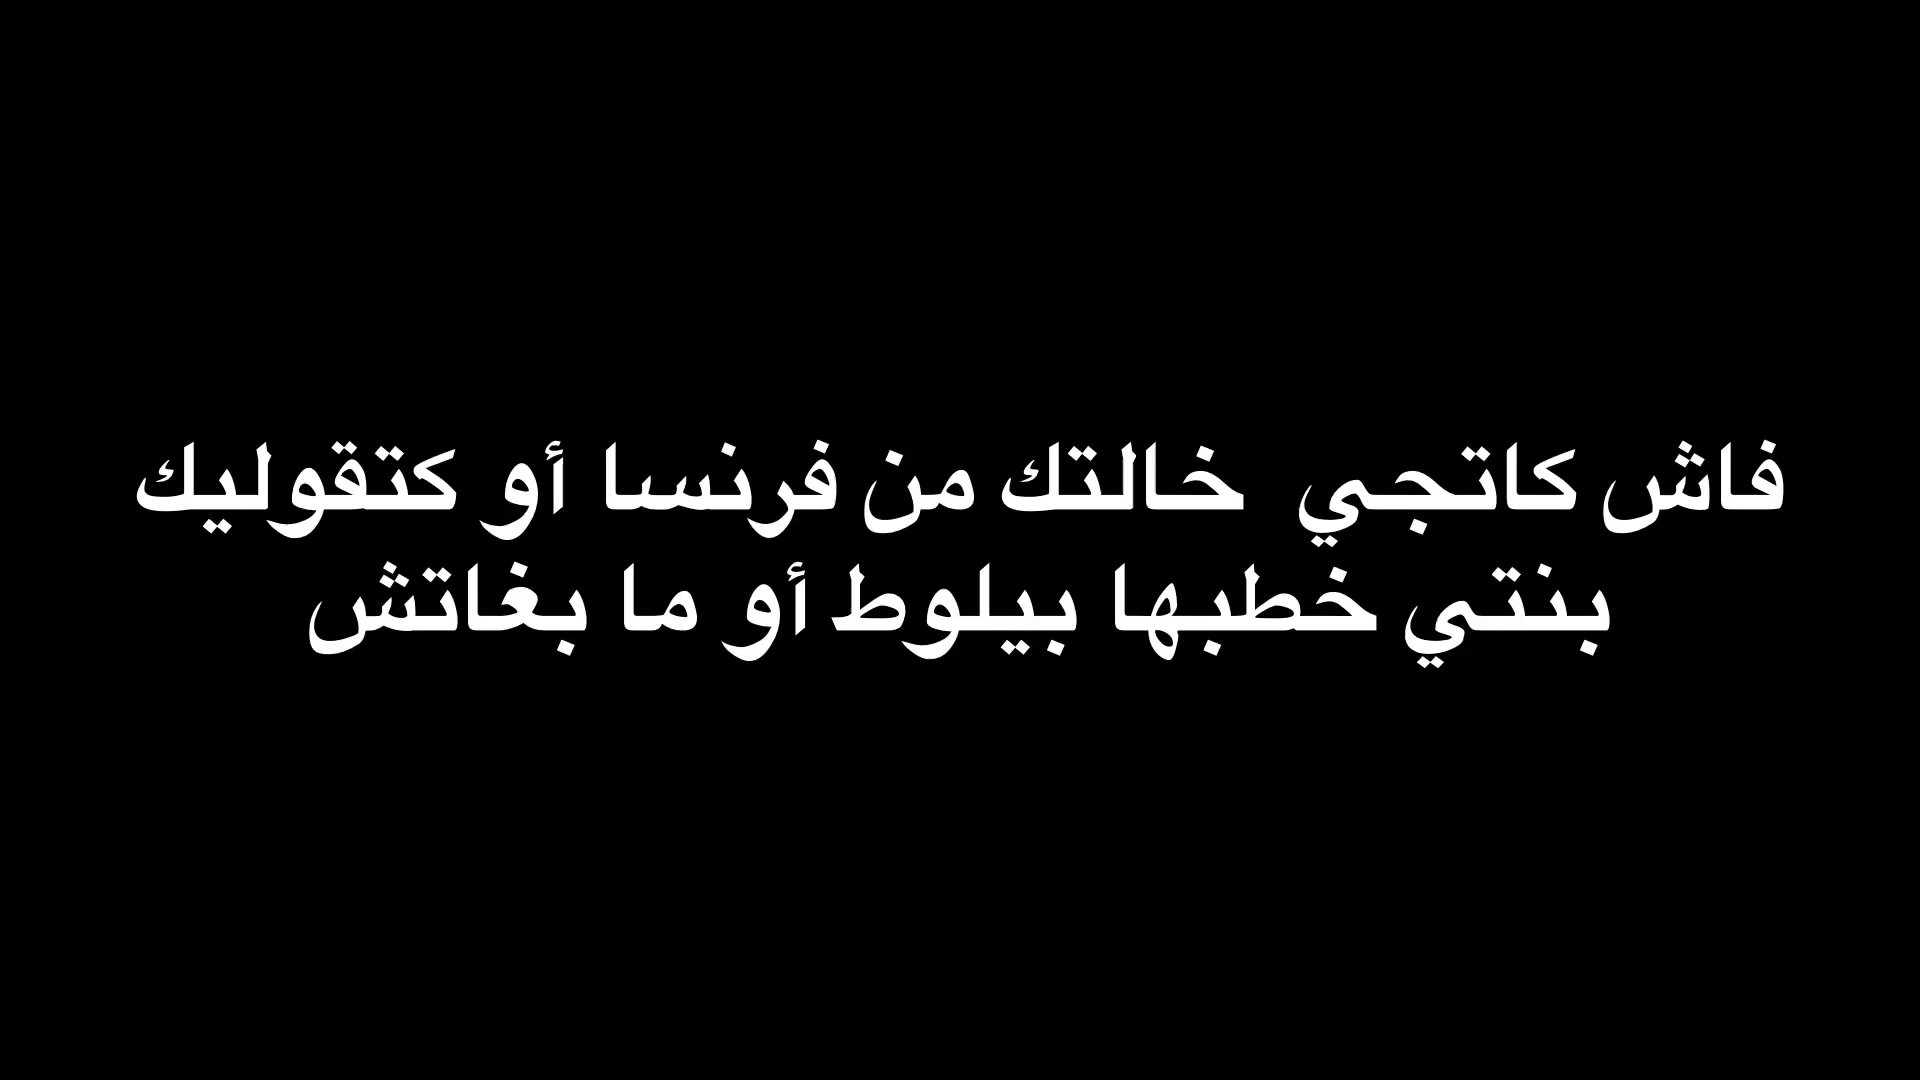 فاش كاتجي خالتك من فرنسا أو كتقوليك
بنتي خطبها بيلوط أو ما بغاتش